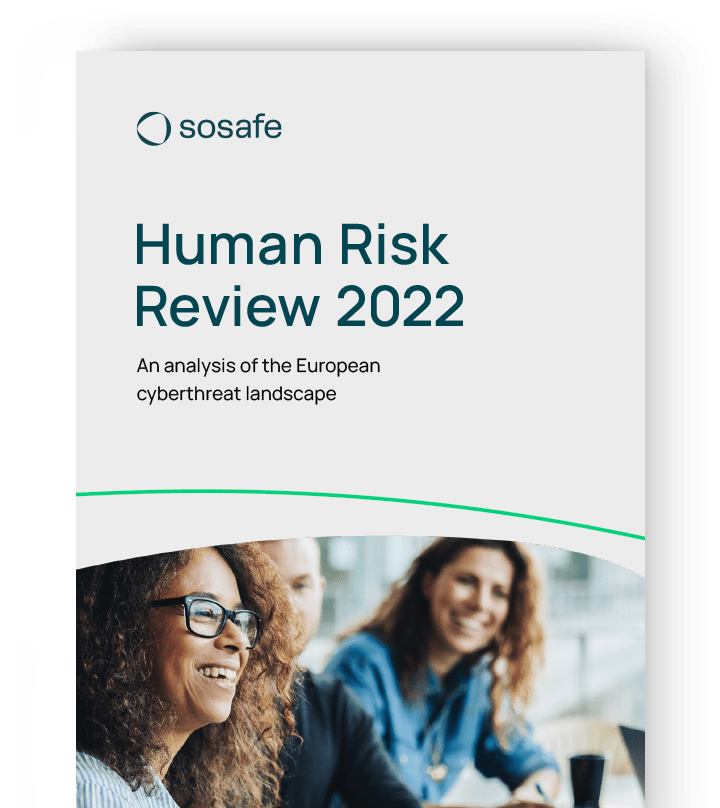 sosafe
Human Risk
Review 2022
An analysis of the European
cyberthreat landscape